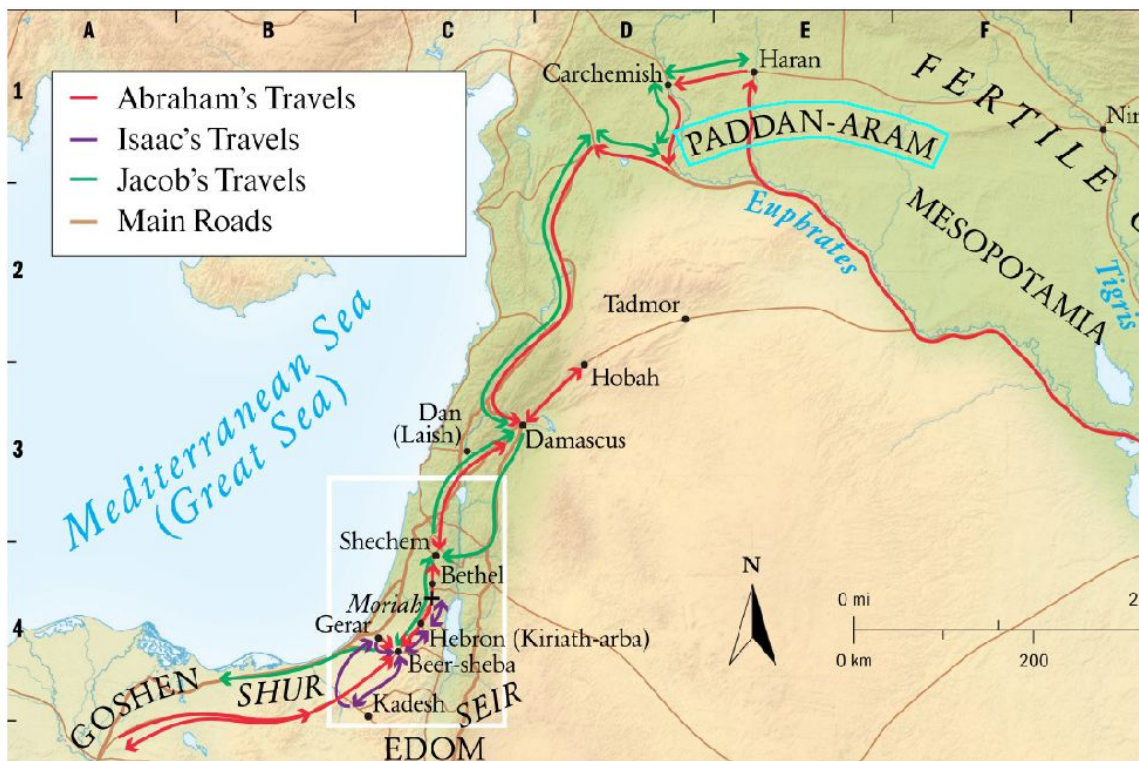 A B C D E F
1
2
3
4
Abraham's Travels
Isaac's Travels
Jacob's Travels
Main Roads
Carchemish
Haran
PADDAN-ARAM
FERTILE
Nin
MESOPOTAMIA
Euphrates
Tigris
Tadmor
Hobah
Mediterranean Sea
(Great Sea)
Dan
(Laish)
Damascus
Shechem
Bethel
Moriah
Gerar
Hebron (Kiriath-arba)
Beer-sheba
GOSHEN
SHUR
Kadesh
SEIR
EDOM
N
0 mi
0 km
200
2